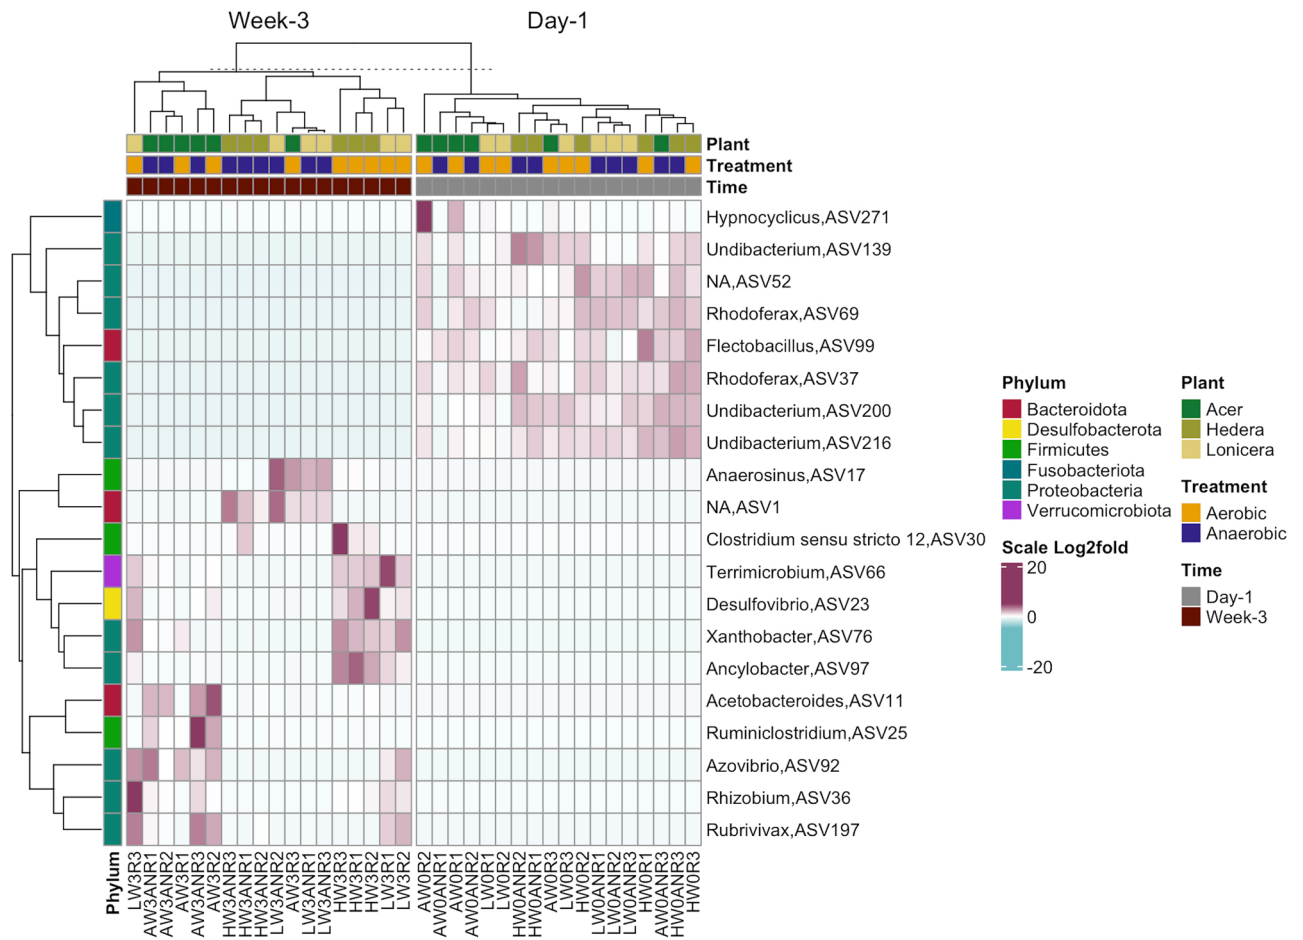 Week-3 Day-1
Plant
Treatment
Time
Hypnocyclicus,ASV271
Undibacterium,ASV139
NA,ASV52
Rhodoferax,ASV69
Flectobacillus,ASV99
Rhodoferax,ASV37
Undibacterium,ASV200
Undibacterium,ASV216
Anaerosinus,ASV17
NA,ASV1
Clostridium sensu stricto 12,ASV30
Terrimicrobium,ASV66
Desulfovibrio,ASV23
Xanthobacter,ASV76
Ancylobacter,ASV97
Acetobacteroides,ASV11
Ruminiclostridium,ASV25
Azovibrio,ASV92
Rhizobium,ASV36
Rubrivivax,ASV197
Phylum
LW3R3
AW3ANR1
AW3ANR2
AW3R1
AW3ANR3
AW3R2
HW3ANR3
HW3ANR1
HW3ANR2
LW3ANR2
AW3R3
LW3ANR1
LW3ANR3
HW3R3
HW3R1
HW3R2
LW3R1
LW3R2
AW0R2
AW0ANR1
AW0R1
AW0ANR2
LW0R1
LW0R2
HW0ANR2
HW0ANR1
AW0R3
LW0R3
HW0R2
LW0ANR1
LW0ANR2
LW0ANR3
HW0R1
AW0ANR3
HW0ANR3
HW0R3
Phylum
Bacteroidota
Desulfobacterota
Firmicutes
Fusobacteriota
Proteobacteria
Verrucomicrobiota
Scale Log2fold
20
0
-20
Plant
Acer
Hedera
Lonicera
Treatment
Aerobic
Anaerobic
Time
Day-1
Week-3